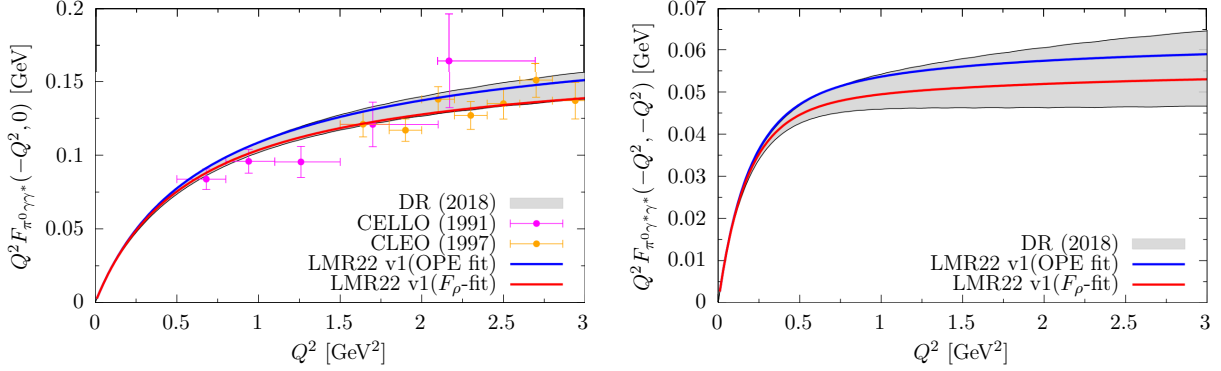 0.2
0.15
0.1
0.05
0
0
0.5
1
1.5
2
2.5
3
Q² F_{π⁰γγ*}(−Q², 0) [GeV]
Q² [GeV²]
DR (2018)
CELLO (1991)
CLEO (1997)
LMR22 v1(OPE fit)
LMR22 v1(F_ρ-fit)
0.07
0.06
0.05
0.04
0.03
0.02
0.01
0
0
0.5
1
1.5
2
2.5
3
Q² F_{π⁰γ*γ*}(−Q², −Q²) [GeV]
Q² [GeV²]
DR (2018)
LMR22 v1(OPE fit)
LMR22 v1(F_ρ-fit)